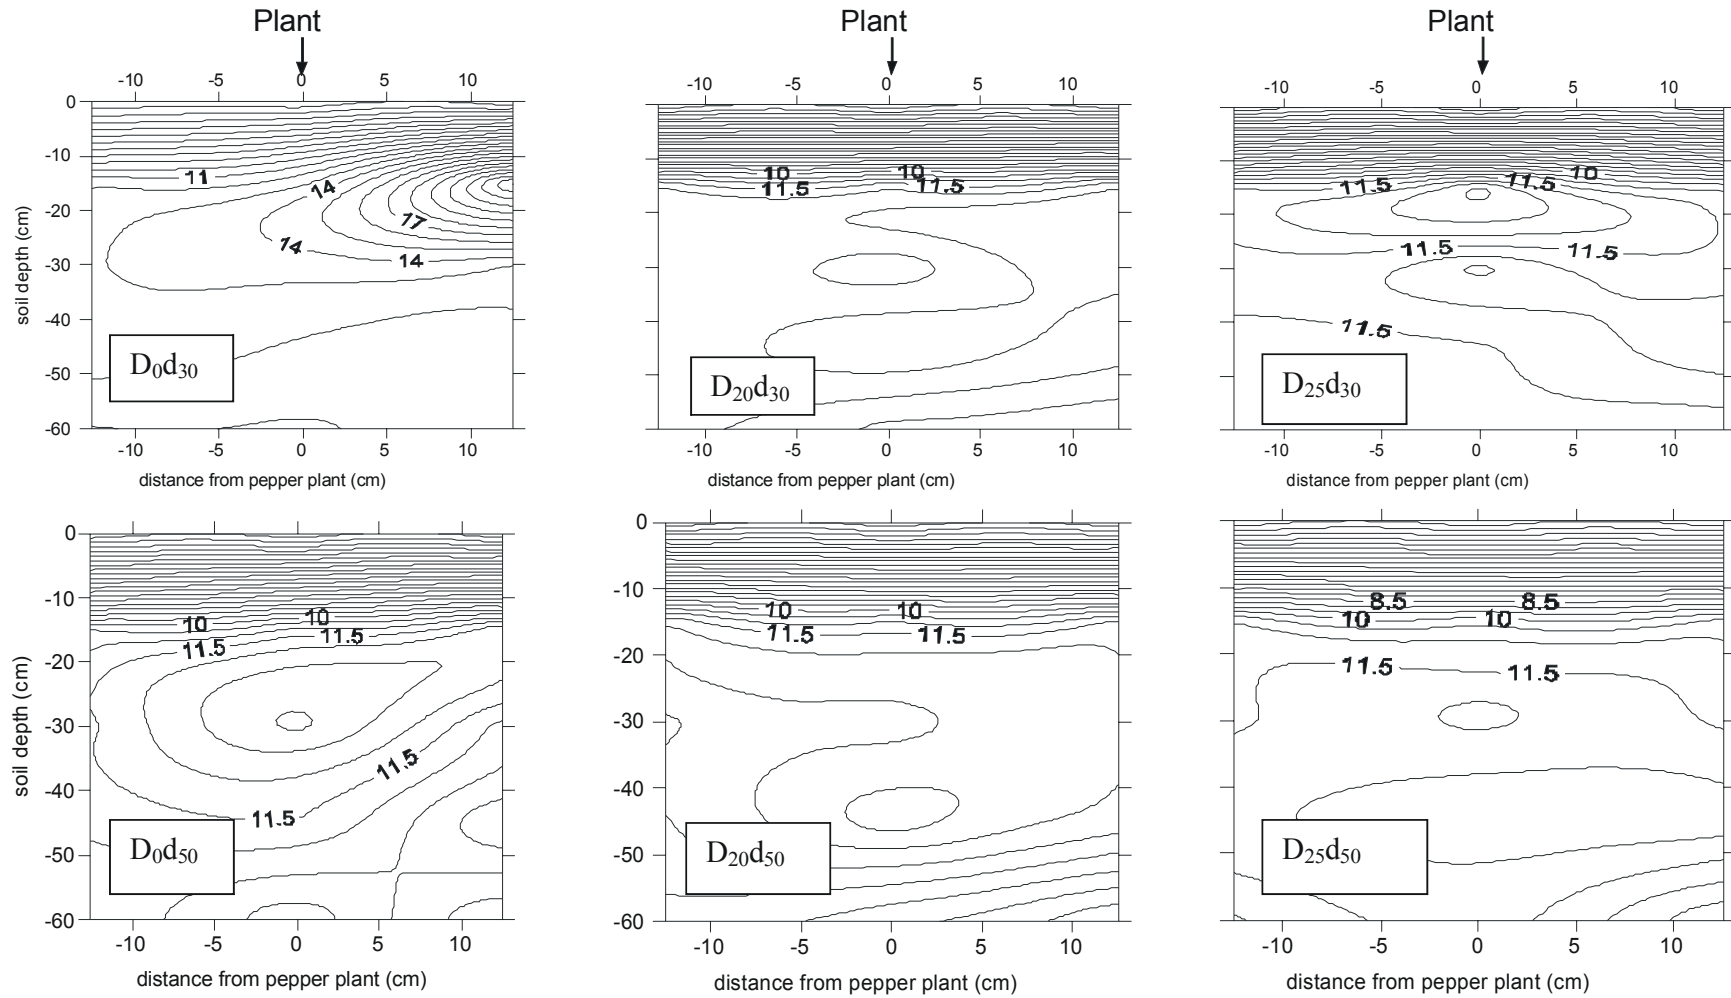 Plant Plant Plant
-10 -5 0 5 10 -10 -5 0 5 10 -10 -5 0 5 10
0
-10
-20
-30
-40
-50
-60
soil depth (cm)
11
14
17
14
14
D₀d₃₀
-10 -5 0 5 10
distance from pepper plant (cm)
10 10
11.5 11.5
D₂₀d₃₀
-10 -5 0 5 10
distance from pepper plant (cm)
10
11.5 11.5
11.5 11.5
11.5
D₂₅d₃₀
-10 -5 0 5 10
distance from pepper plant (cm)
0
-10
-20
-30
-40
-50
-60
soil depth (cm)
10 10
11.5 11.5
11.5
11.5
D₀d₅₀
-10 -5 0 5 10
distance from pepper plant (cm)
0
-10
-20
-30
-40
-50
-60
10 10
11.5 11.5
D₂₀d₅₀
-10 -5 0 5 10
distance from pepper plant (cm)
8.5 8.5
10 10
11.5 11.5
D₂₅d₅₀
-10 -5 0 5 10
distance from pepper plant (cm)